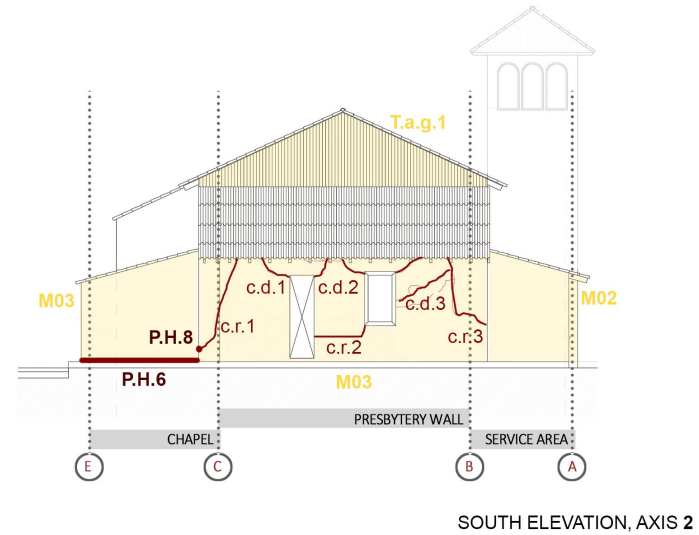 T.a.g.1
M03
c.d.1
c.d.2
c.d.3
M02
P.H.8
c.r.1
c.r.2
c.r.3
P.H.6
M03
PRESBYTERY WALL
CHAPEL
SERVICE AREA
E
C
B
A
SOUTH ELEVATION, AXIS 2